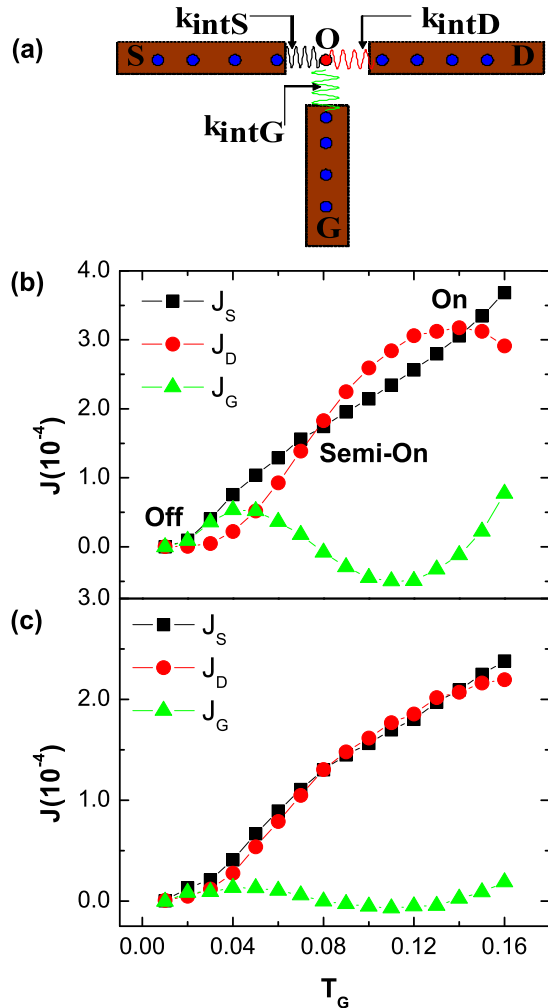 (a)
k_intS O k_intD
S D
k_intG
G
(b)
4.0
3.0
2.0
1.0
0.0
J(10^-4)
J_S
J_D
J_G
On
Semi-On
Off
(c)
3.0
2.0
1.0
0.0
J(10^-4)
J_S
J_D
J_G
0.00 0.04 0.08 0.12 0.16
T_G